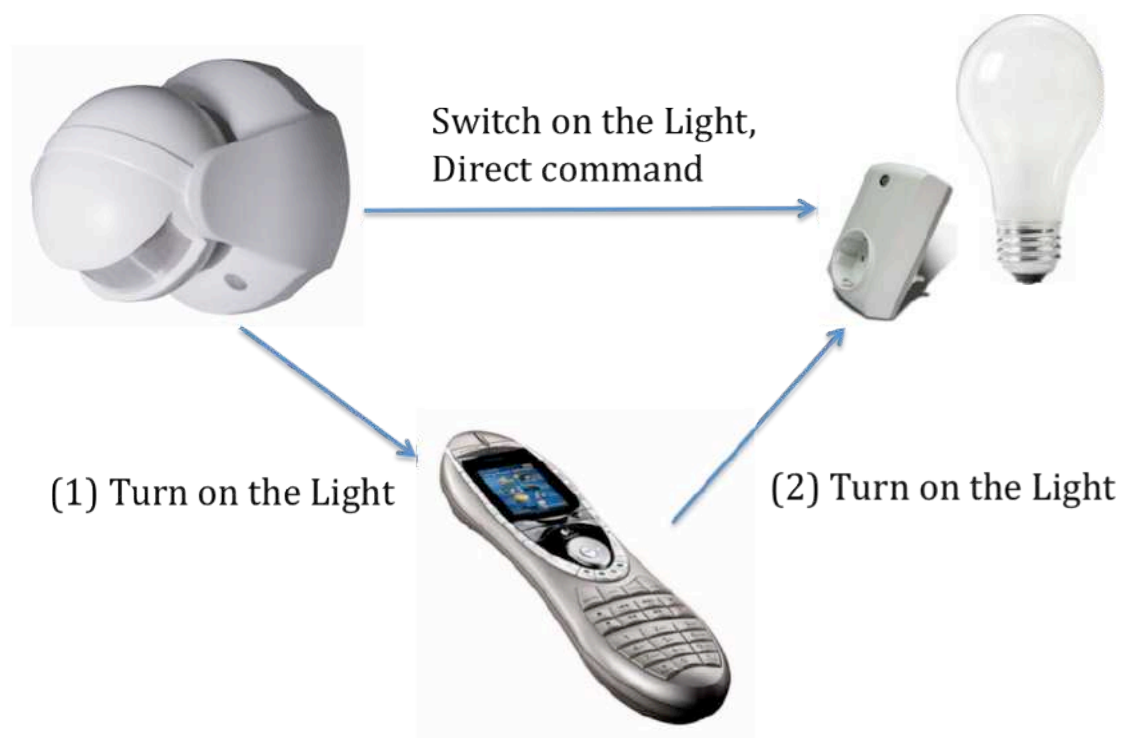 Switch on the Light,
Direct command
(1) Turn on the Light
(2) Turn on the Light